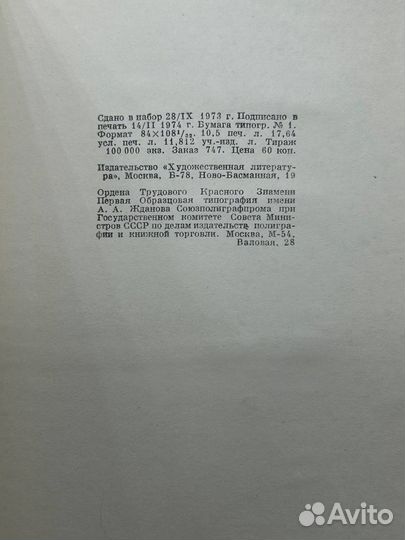 Сдано в набор 28/IX 1973 г. Подписано в
печать 14/II 1974 г. Бумага типогр. № 1.
Формат 84×108¹/₃₂. 10,5 печ. л. 17,64
усл. печ. л. 11,812 уч.-изд. л. Тираж
100 000 экз. Заказ 747. Цена 60 коп.
Издательство «Художественная литерату-
ра», Москва, Б-78, Ново-Басманная, 19
Ордена Трудового Красного Знамени
Первая Образцовая типография имени
А. А. Жданова Союзполиграфпрома при
Государственном комитете Совета Мини-
стров СССР по делам издательств, полигра-
фии и книжной торговли. Москва, М-54,
Валовая, 28
Avito